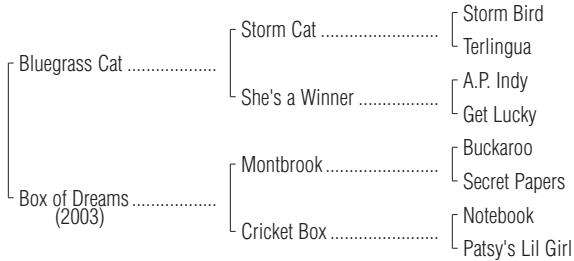 Storm Bird
Storm Cat ........................
Terlingua
Bluegrass Cat ..................
A.P. Indy
She's a Winner ................
Get Lucky
Buckaroo
Montbrook .......................
Secret Papers
Box of Dreams .................
(2003)
Notebook
Cricket Box ......................
Patsy's Lil Girl